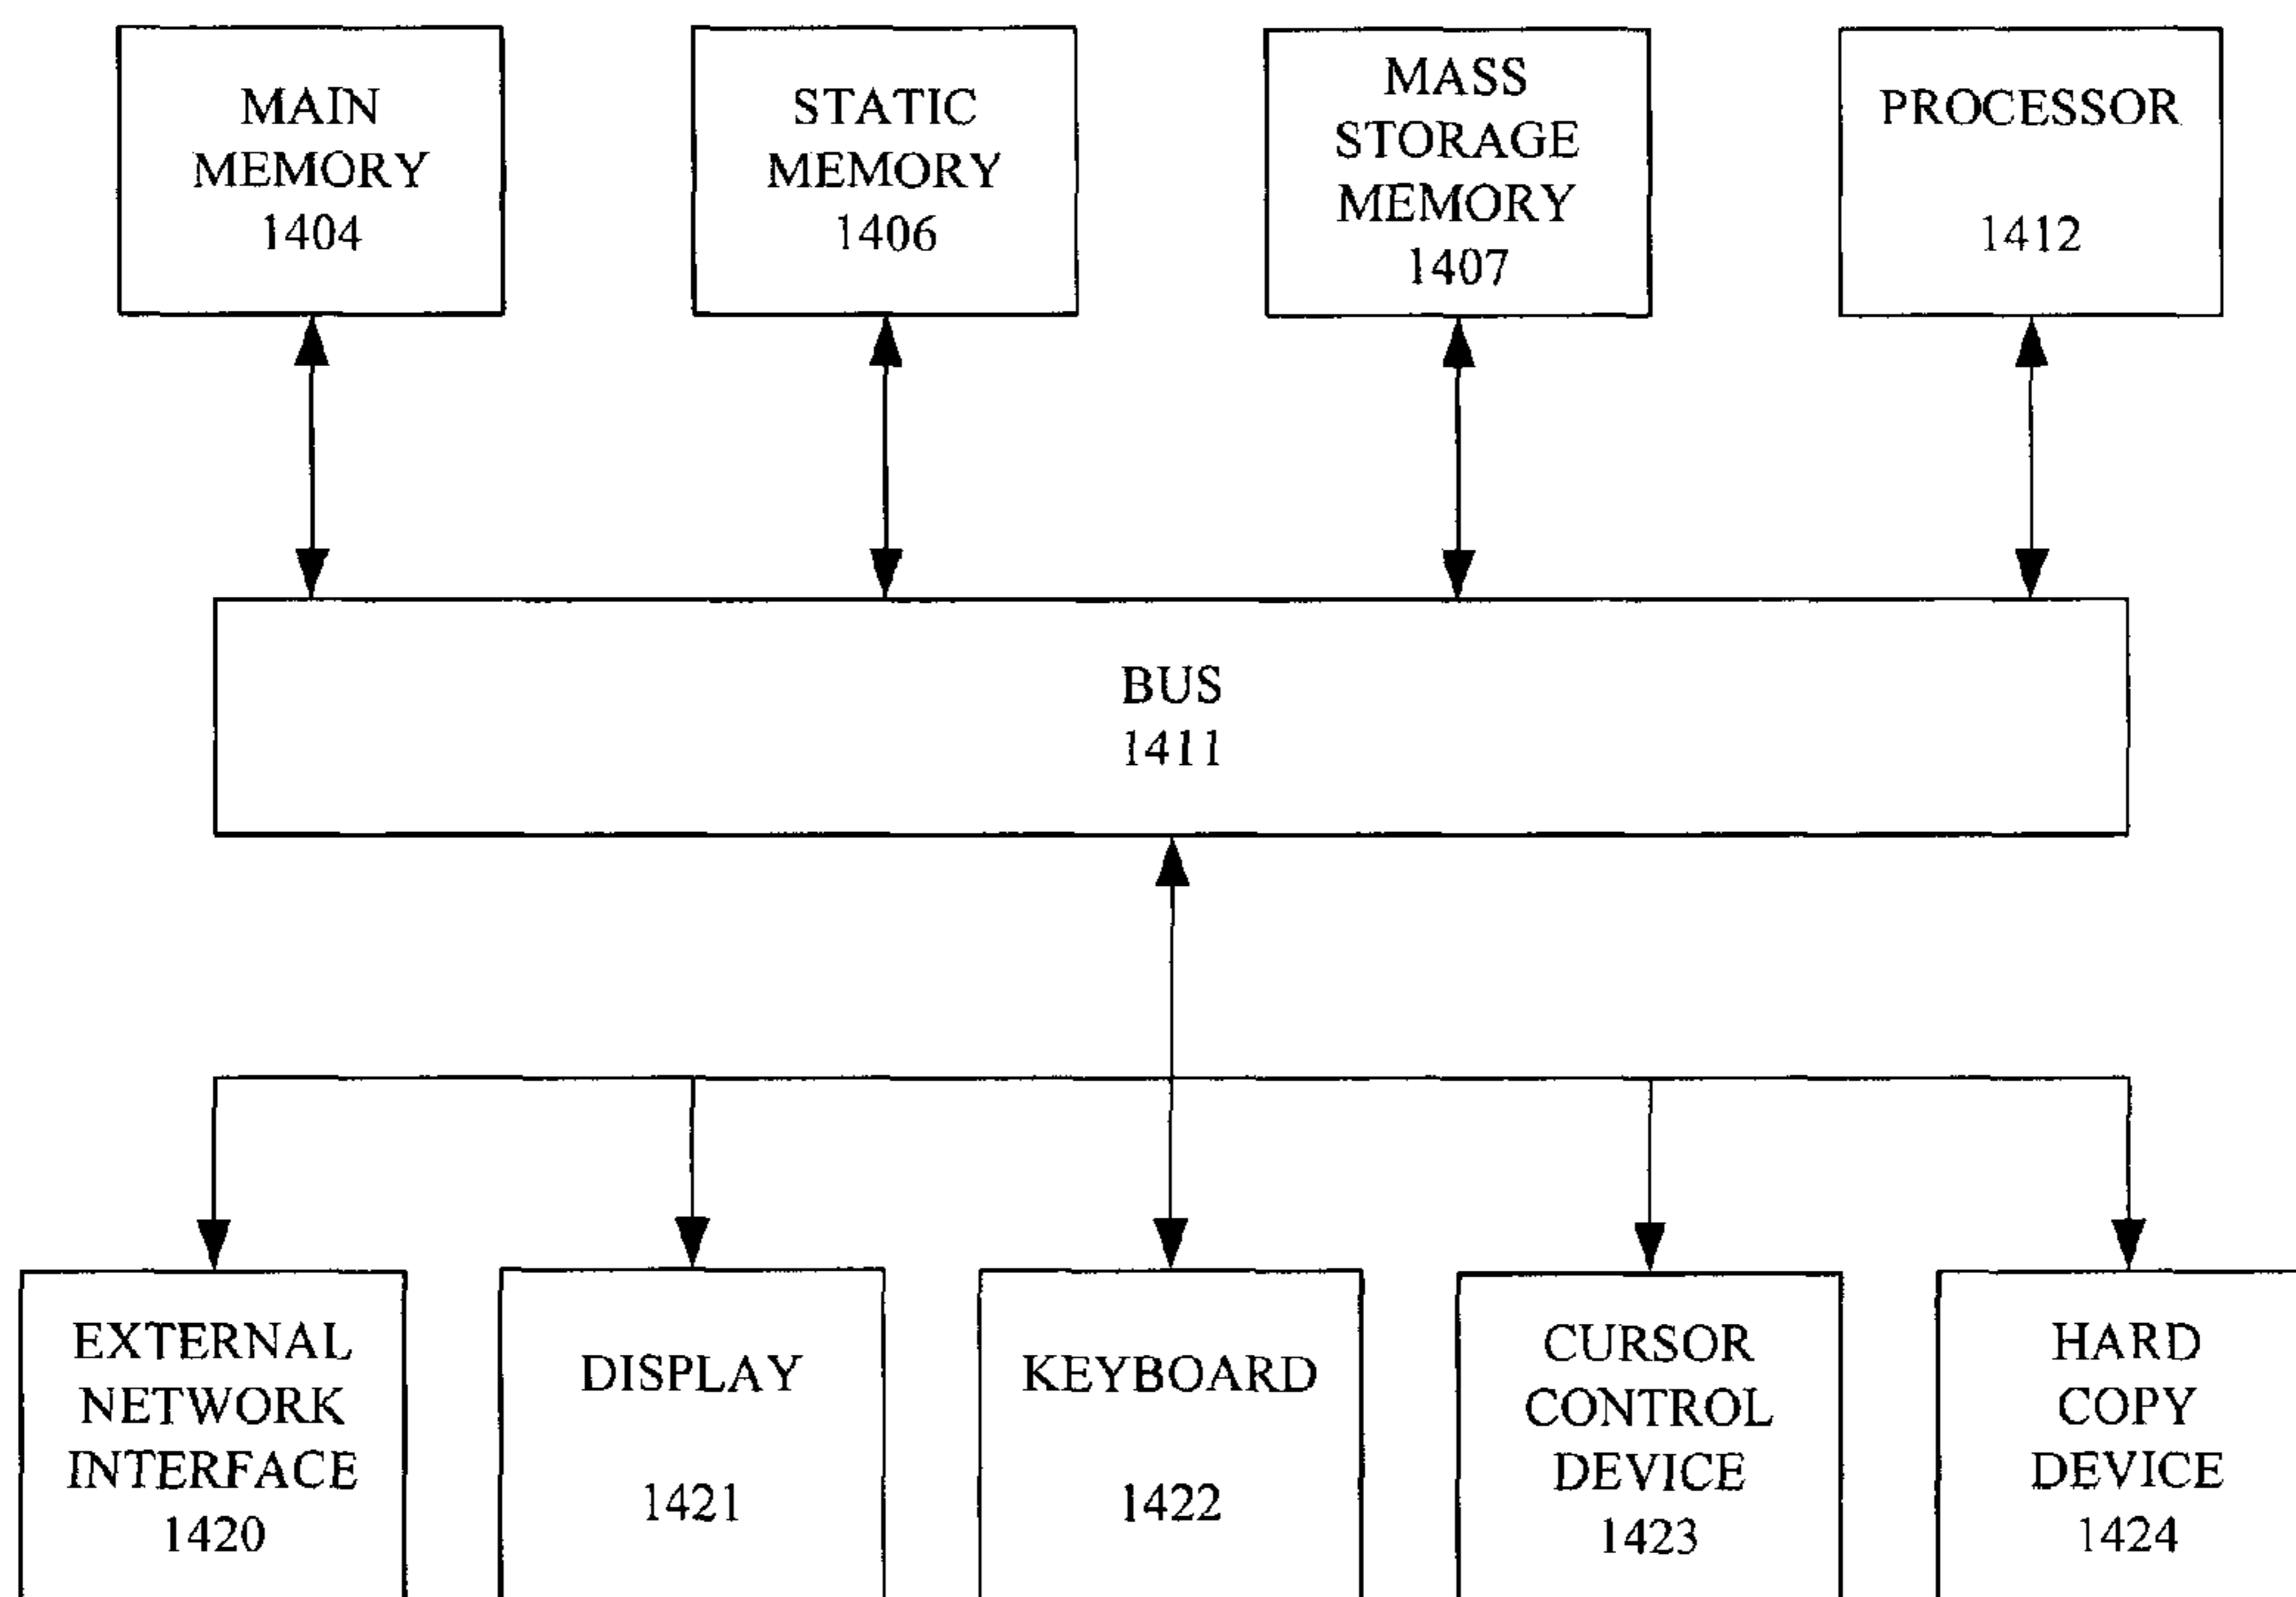 MAIN
MEMORY
1404
STATIC
MEMORY
1406
MASS
STORAGE
MEMORY
1407
PROCESSOR
1412
BUS
1411
EXTERNAL
NETWORK
INTERFACE
1420
DISPLAY
1421
KEYBOARD
1422
CURSOR
CONTROL
DEVICE
1423
HARD
COPY
DEVICE
1424